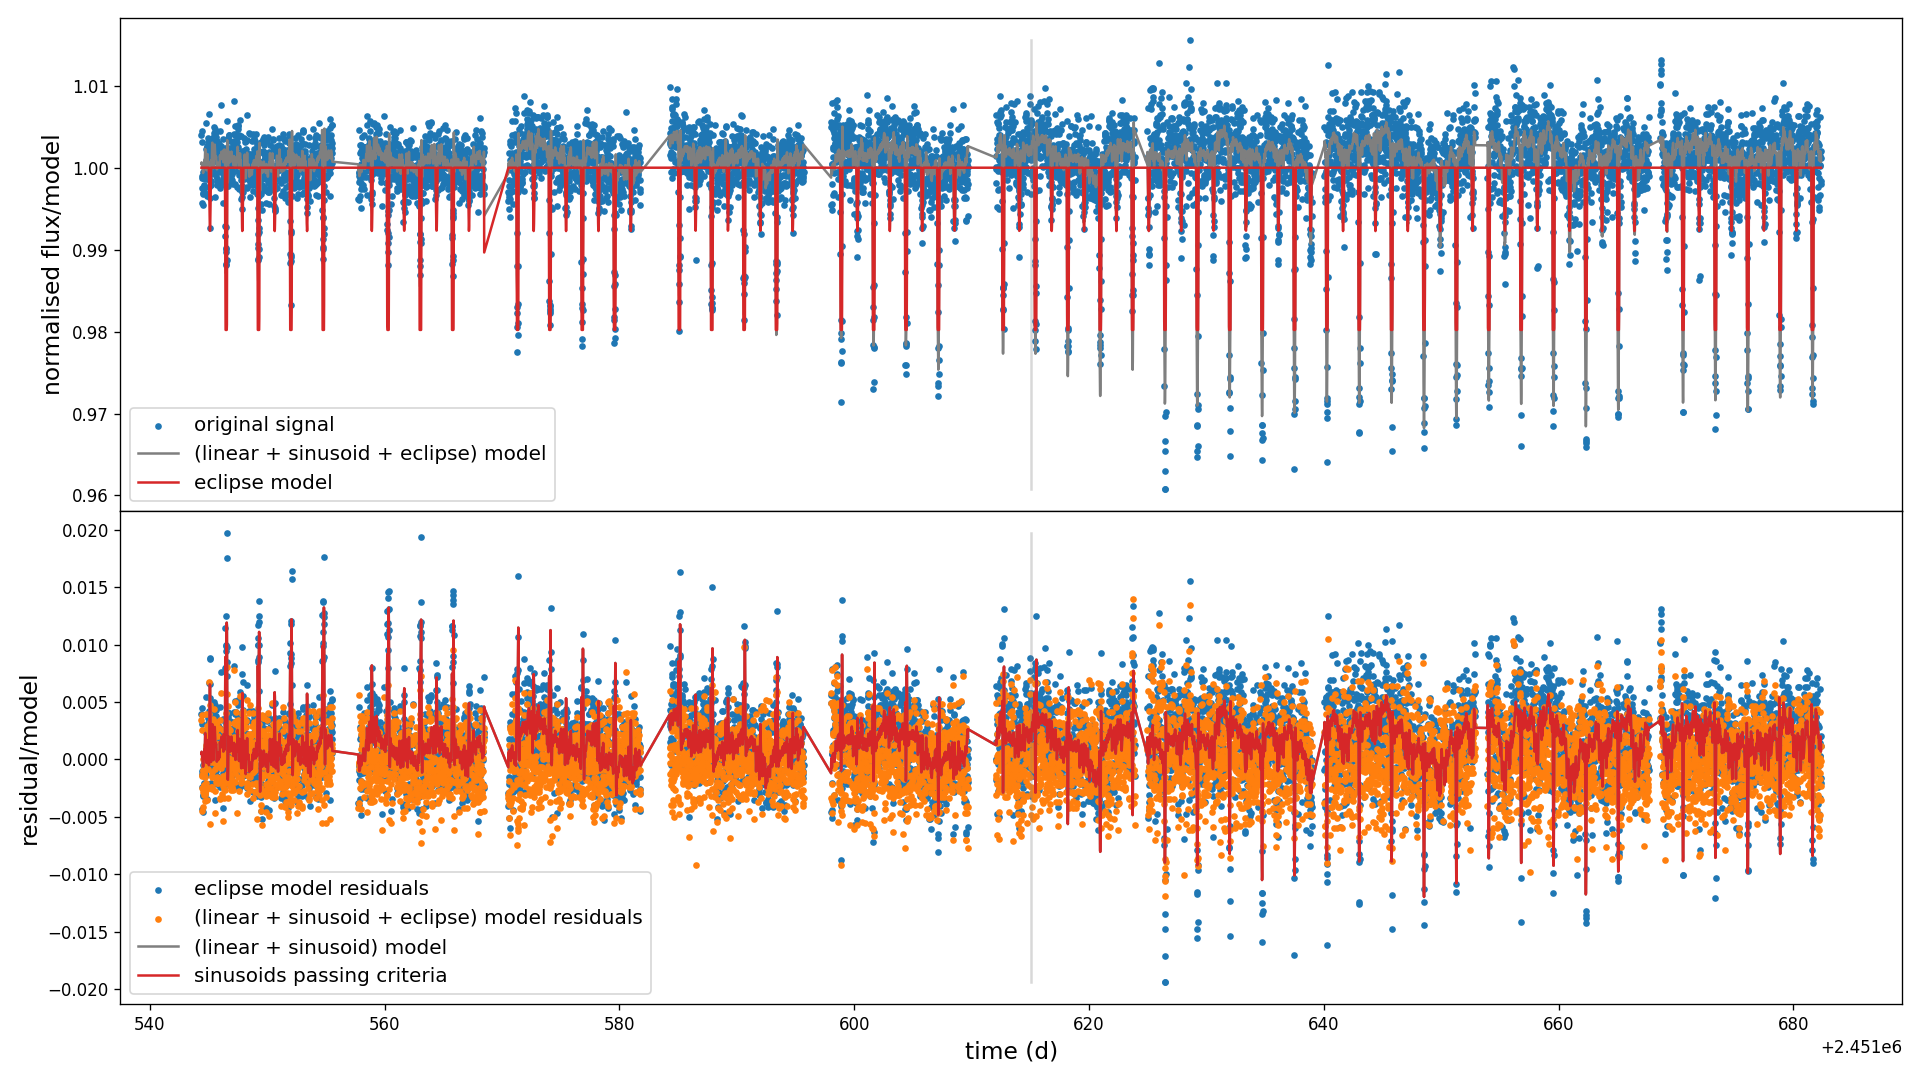 normalised flux/model
1.01
1.00
0.99
0.98
0.97
0.96
original signal
(linear + sinusoid + eclipse) model
eclipse model
residual/model
0.020
0.015
0.010
0.005
0.000
−0.005
−0.010
−0.015
−0.020
eclipse model residuals
(linear + sinusoid + eclipse) model residuals
(linear + sinusoid) model
sinusoids passing criteria
540 560 580 600 620 640 660 680
time (d)
+2.451e6